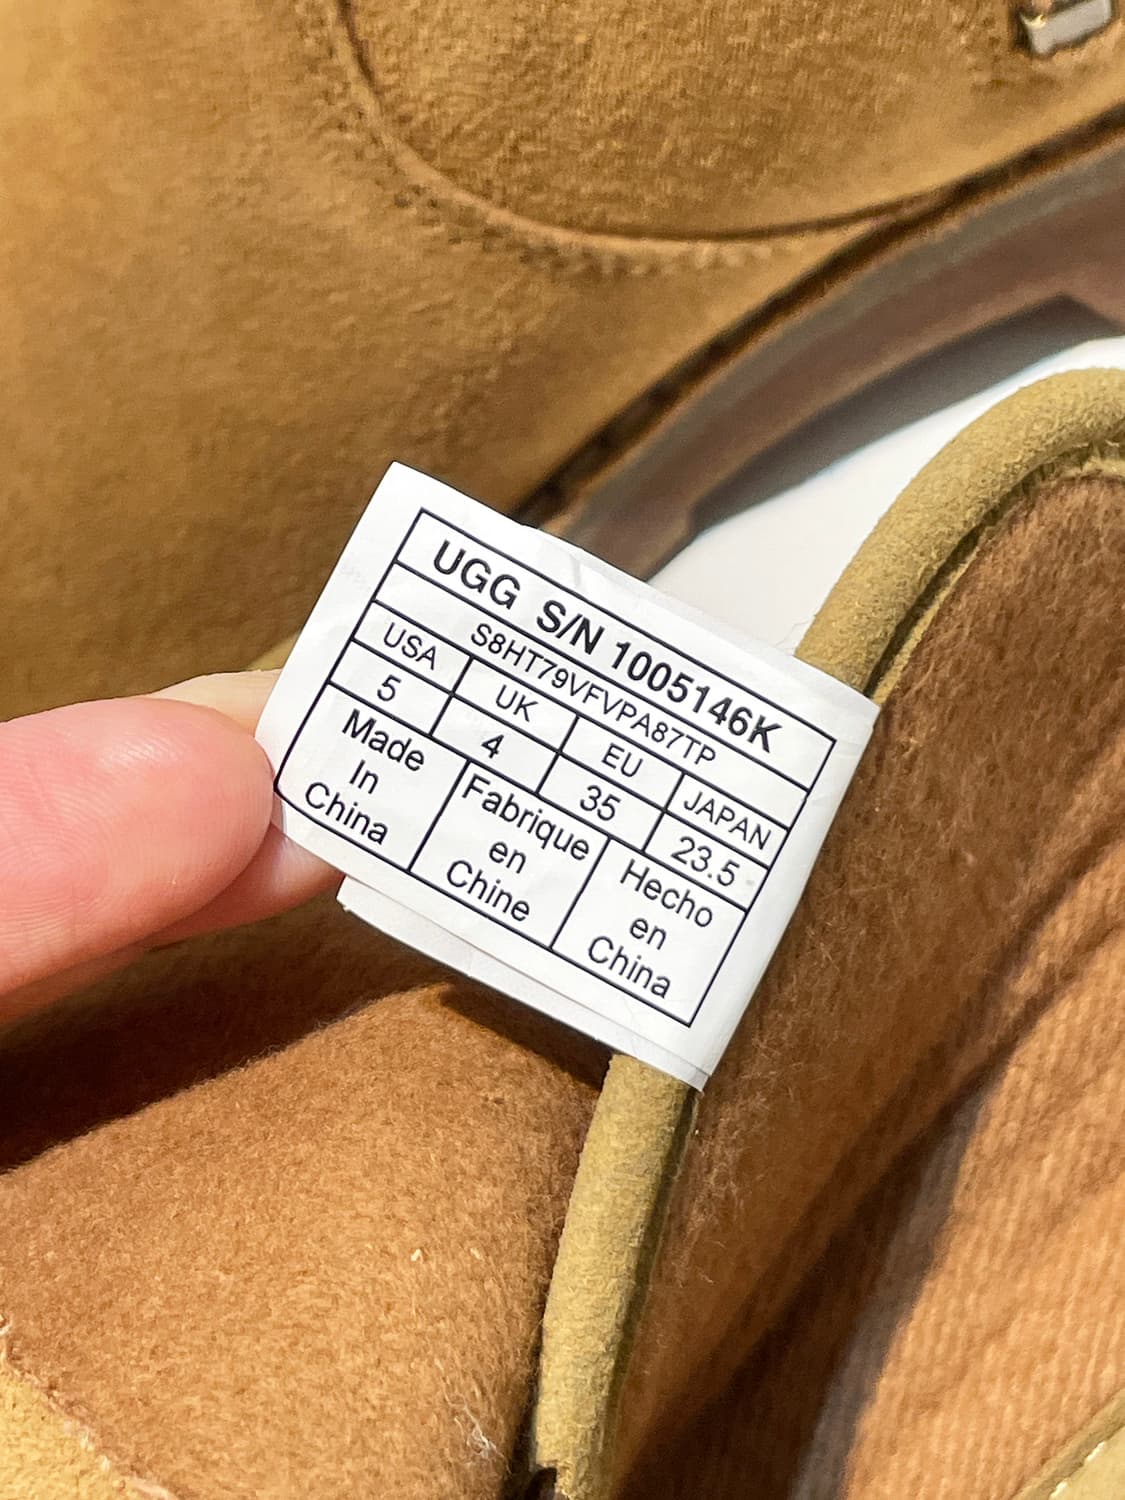 UGG S/N 1005146K
S8HT79VFVPA87TP
USA UK EU JAPAN
5 4 35 23.5
Made
In
China
Fabrique
en
Chine
Hecho
en
China